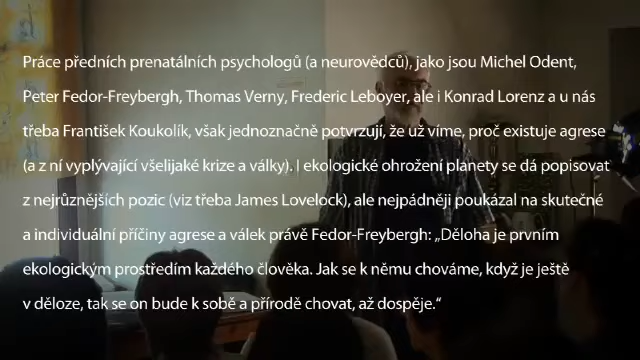 Práce předních prenatálních psychologů (a neurovědců), jako jsou Michel Odent,
Peter Fedor-Freybergh, Thomas Verny, Frederic Leboyer, ale i Konrad Lorenz a u nás
třeba František Koukolík, však jednoznačně potvrzují, že už víme, proč existuje agrese
(a z ní vyplývající všelijaké krize a války). I ekologické ohrožení planety se dá popisovat
z nejrůznějších pozic (viz třeba James Lovelock), ale nejpádněji poukázal na skutečné
a individuální příčiny agrese a válek právě Fedor-Freybergh: „Děloha je prvním
ekologickým prostředím každého člověka. Jak se k němu chováme, když je ještě
v děloze, tak se on bude k sobě a přírodě chovat, až dospěje.“